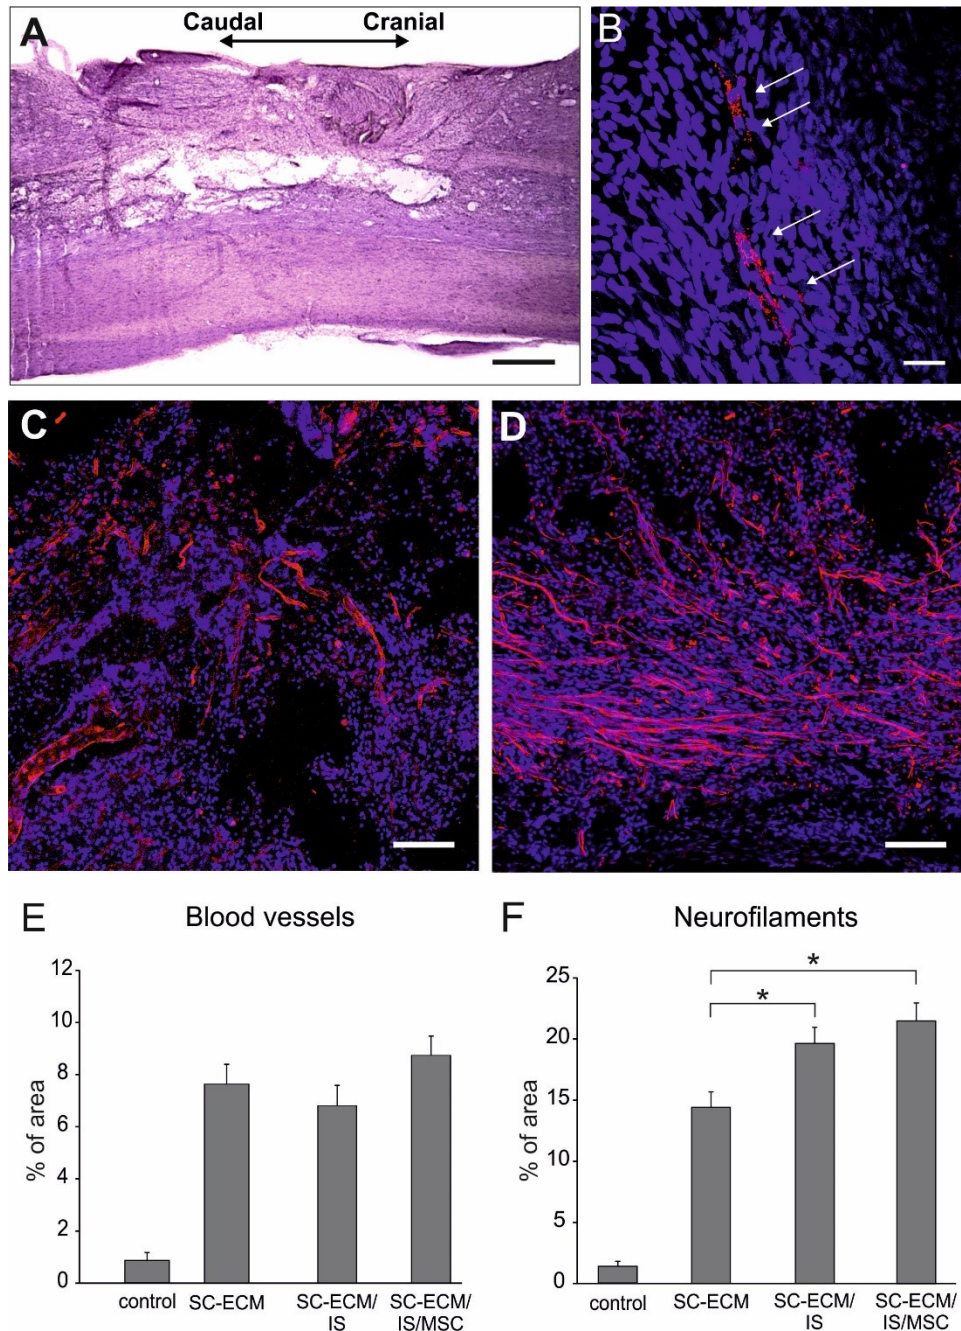 A
Caudal Cranial
B
C
D
E Blood vessels
% of area
12
10
8
6
4
2
0
control SC-ECM SC-ECM/ SC-ECM/
IS IS/MSC
F Neurofilaments
% of area
25
20
15
10
5
0
* *
control SC-ECM SC-ECM/ SC-ECM/
IS IS/MSC